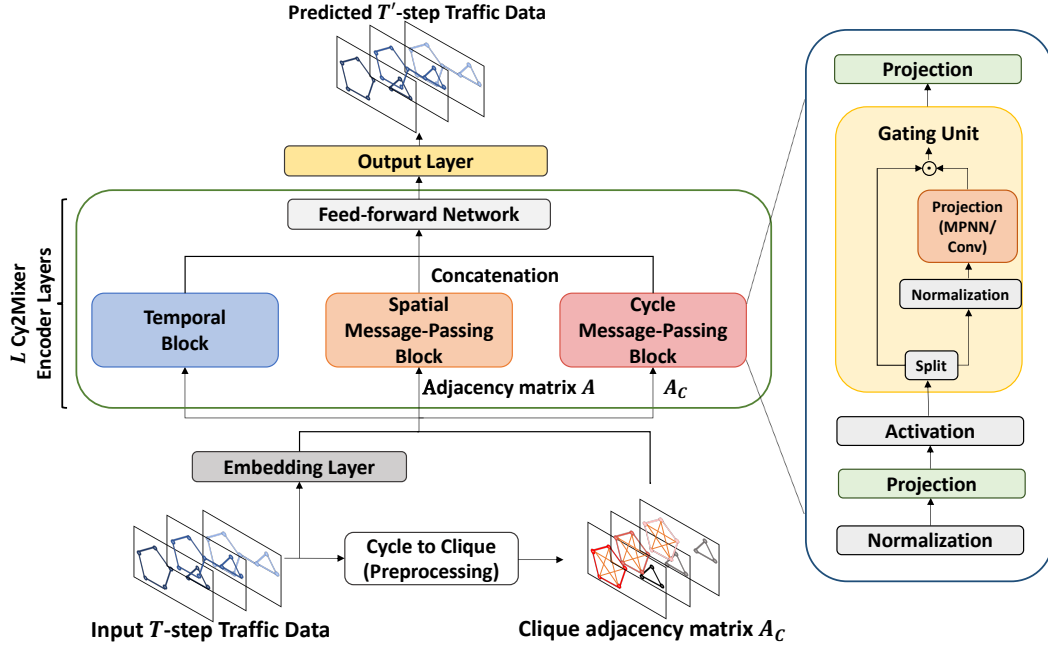 Predicted T′-step Traffic Data
Output Layer
Feed-forward Network
Concatenation
L Cy2Mixer
Encoder Layers
Temporal
Block
Spatial
Message-Passing
Block
Cycle
Message-Passing
Block
Adjacency matrix A
A_C
Embedding Layer
Cycle to Clique
(Preprocessing)
Input T-step Traffic Data
Clique adjacency matrix A_C
Projection
Gating Unit
Projection
(MPNN/
Conv)
Normalization
Split
Activation
Projection
Normalization